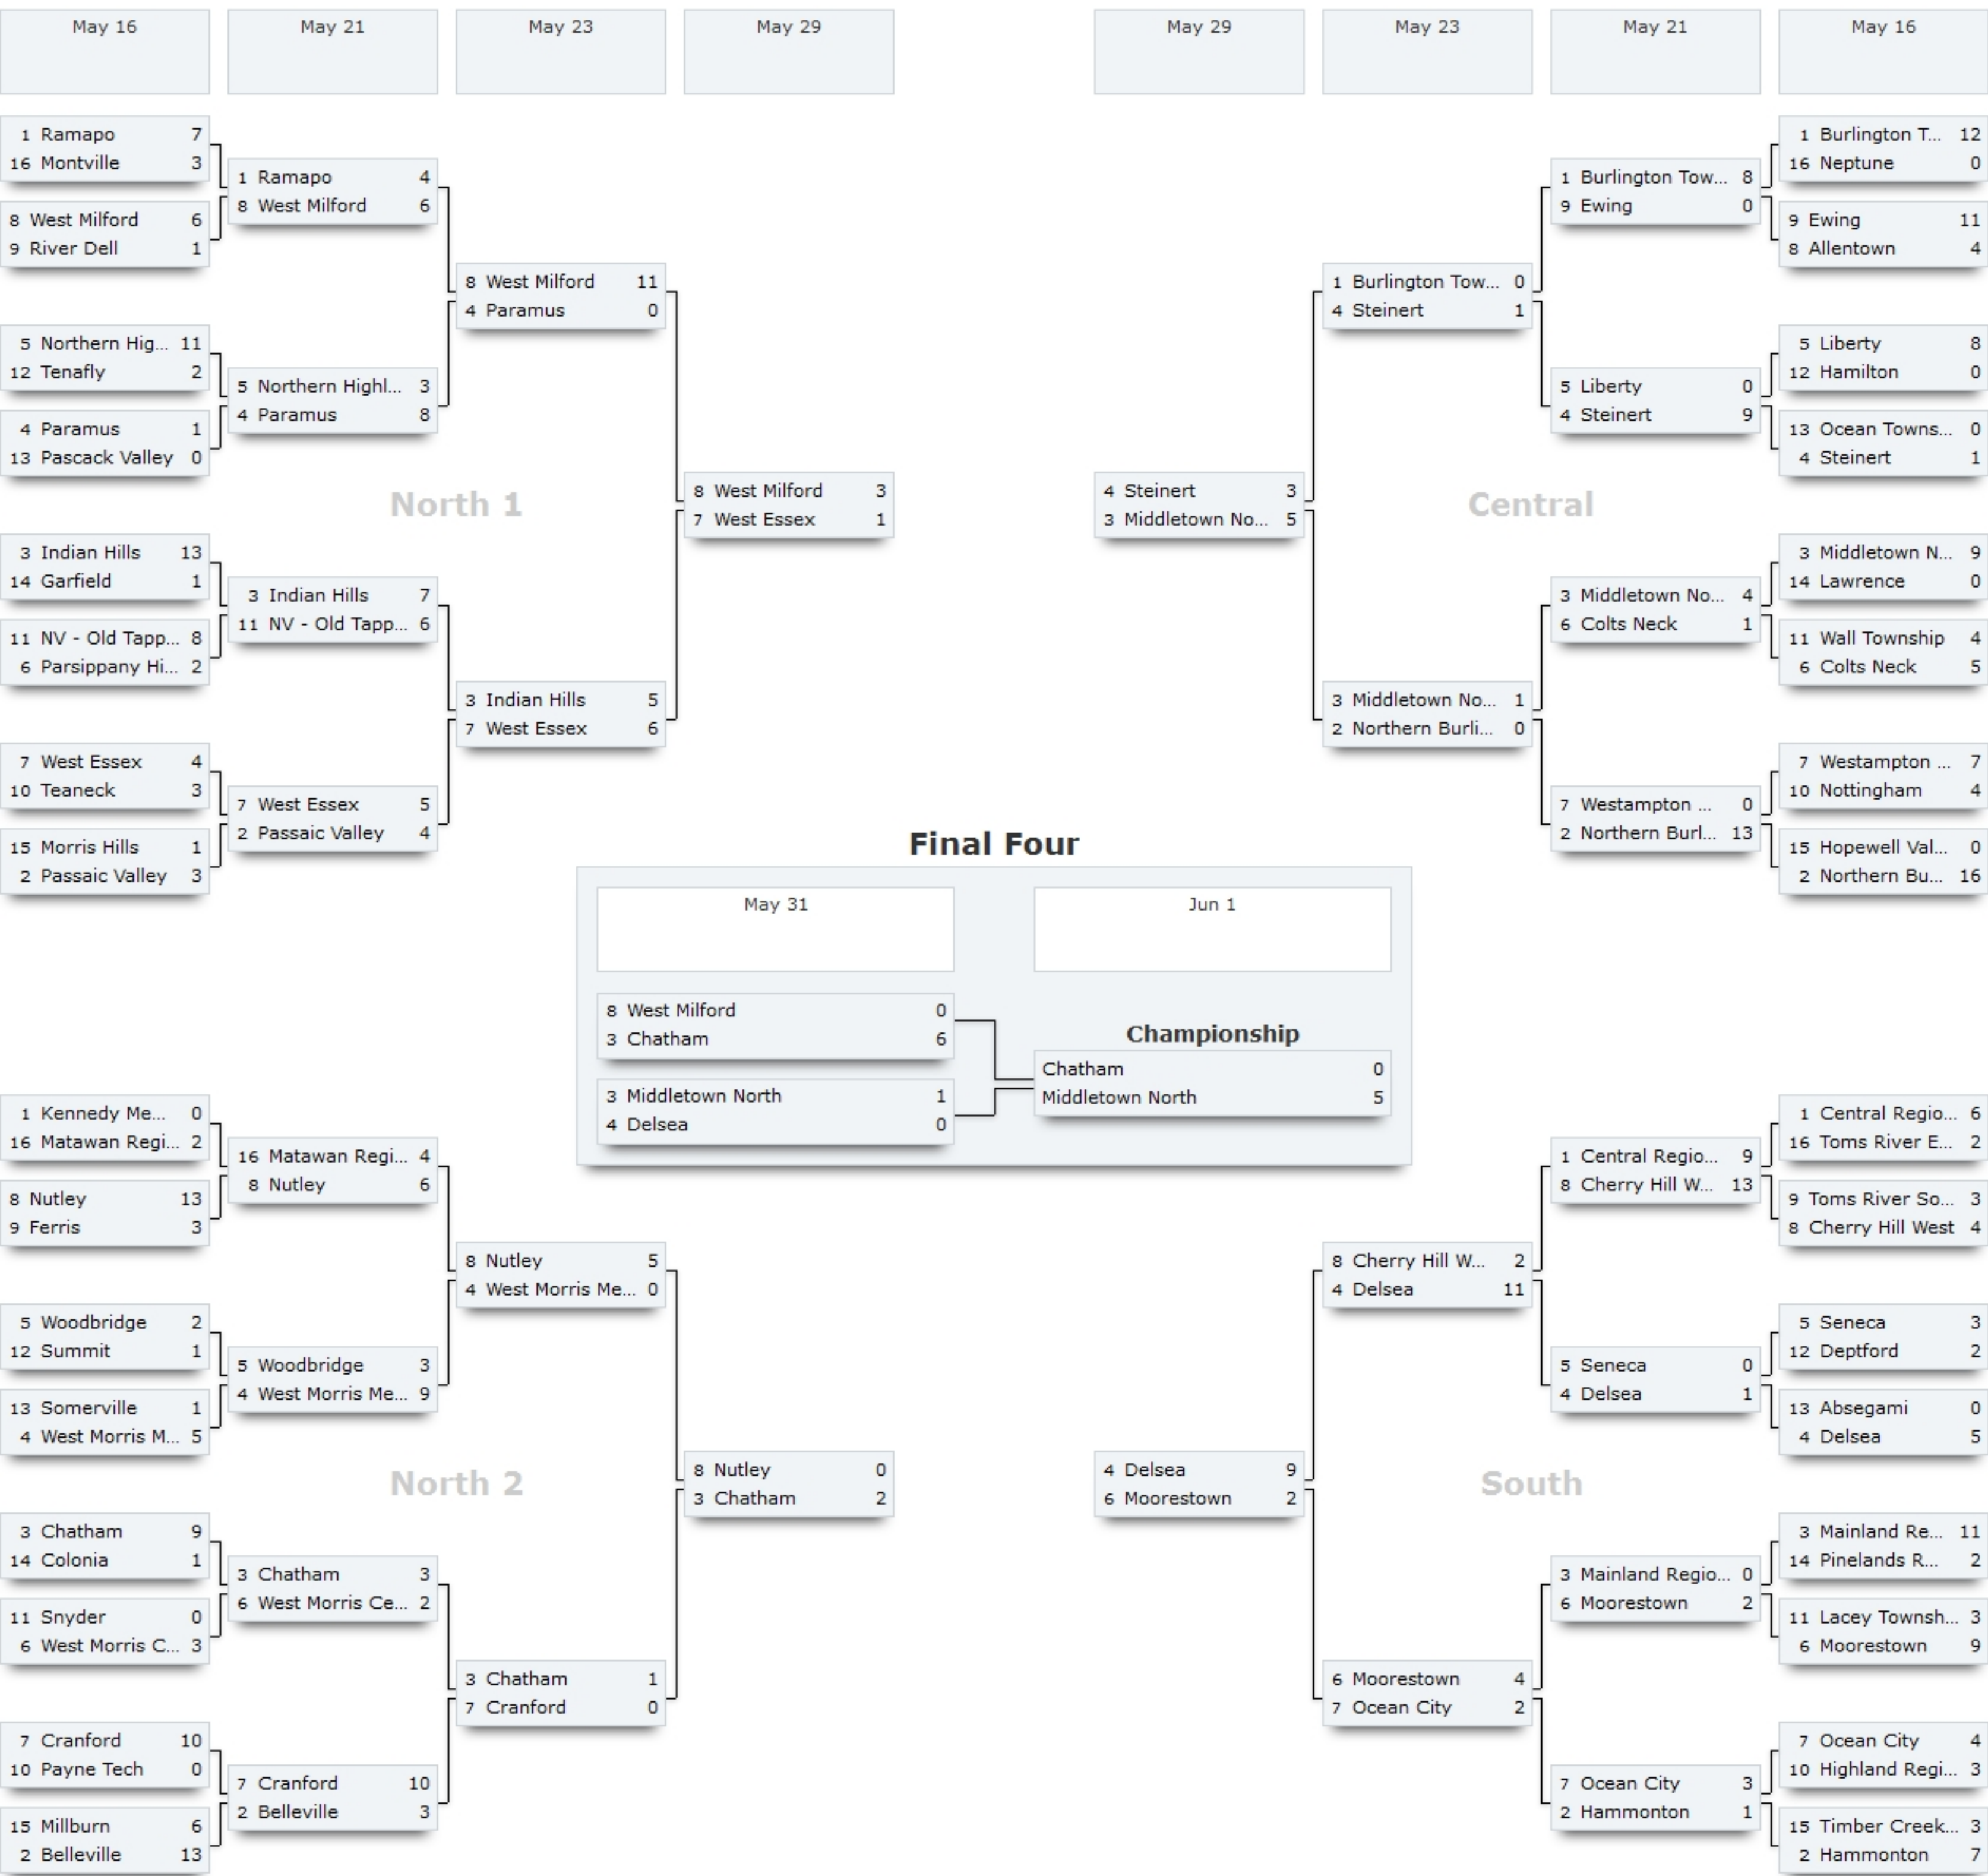 May 16
May 21
May 23
May 29
May 29
May 23
May 21
May 16
1 Ramapo 7
16 Montville 3
8 West Milford 6
9 River Dell 1
5 Northern Hig... 11
12 Tenafly 2
4 Paramus 1
13 Pascack Valley 0
3 Indian Hills 13
14 Garfield 1
11 NV - Old Tapp... 8
6 Parsippany Hi... 2
7 West Essex 4
10 Teaneck 3
15 Morris Hills 1
2 Passaic Valley 3
1 Ramapo 4
8 West Milford 6
5 Northern Highl... 3
4 Paramus 8
3 Indian Hills 7
11 NV - Old Tapp... 6
7 West Essex 5
2 Passaic Valley 4
8 West Milford 11
4 Paramus 0
North 1
3 Indian Hills 5
7 West Essex 6
8 West Milford 3
7 West Essex 1
4 Steinert 3
3 Middletown No... 5
1 Burlington Tow... 0
4 Steinert 1
Central
3 Middletown No... 1
2 Northern Burli... 0
1 Burlington Tow... 8
9 Ewing 0
5 Liberty 0
4 Steinert 9
3 Middletown No... 4
6 Colts Neck 1
7 Westampton ... 0
2 Northern Burl... 13
1 Burlington T... 12
16 Neptune 0
9 Ewing 11
8 Allentown 4
5 Liberty 8
12 Hamilton 0
13 Ocean Towns... 0
4 Steinert 1
3 Middletown N... 9
14 Lawrence 0
11 Wall Township 4
6 Colts Neck 5
7 Westampton ... 7
10 Nottingham 4
15 Hopewell Val... 0
2 Northern Bu... 16
Final Four
May 31
Jun 1
8 West Milford 0
3 Chatham 6
3 Middletown North 1
4 Delsea 0
Championship
Chatham 0
Middletown North 5
1 Kennedy Me... 0
16 Matawan Regi... 2
8 Nutley 13
9 Ferris 3
5 Woodbridge 2
12 Summit 1
13 Somerville 1
4 West Morris M... 5
3 Chatham 9
14 Colonia 1
11 Snyder 0
6 West Morris C... 3
7 Cranford 10
10 Payne Tech 0
15 Millburn 6
2 Belleville 13
16 Matawan Regi... 4
8 Nutley 6
5 Woodbridge 3
4 West Morris Me... 9
3 Chatham 3
6 West Morris Ce... 2
7 Cranford 10
2 Belleville 3
8 Nutley 5
4 West Morris Me... 0
North 2
3 Chatham 1
7 Cranford 0
8 Nutley 0
3 Chatham 2
4 Delsea 9
6 Moorestown 2
8 Cherry Hill W... 2
4 Delsea 11
South
6 Moorestown 4
7 Ocean City 2
1 Central Regio... 9
8 Cherry Hill W... 13
5 Seneca 0
4 Delsea 1
3 Mainland Regio... 0
6 Moorestown 2
7 Ocean City 3
2 Hammonton 1
1 Central Regio... 6
16 Toms River E... 2
9 Toms River So... 3
8 Cherry Hill West 4
5 Seneca 3
12 Deptford 2
13 Absegami 0
4 Delsea 5
3 Mainland Re... 11
14 Pinelands R... 2
11 Lacey Townsh... 3
6 Moorestown 9
7 Ocean City 4
10 Highland Regi... 3
15 Timber Creek... 3
2 Hammonton 7